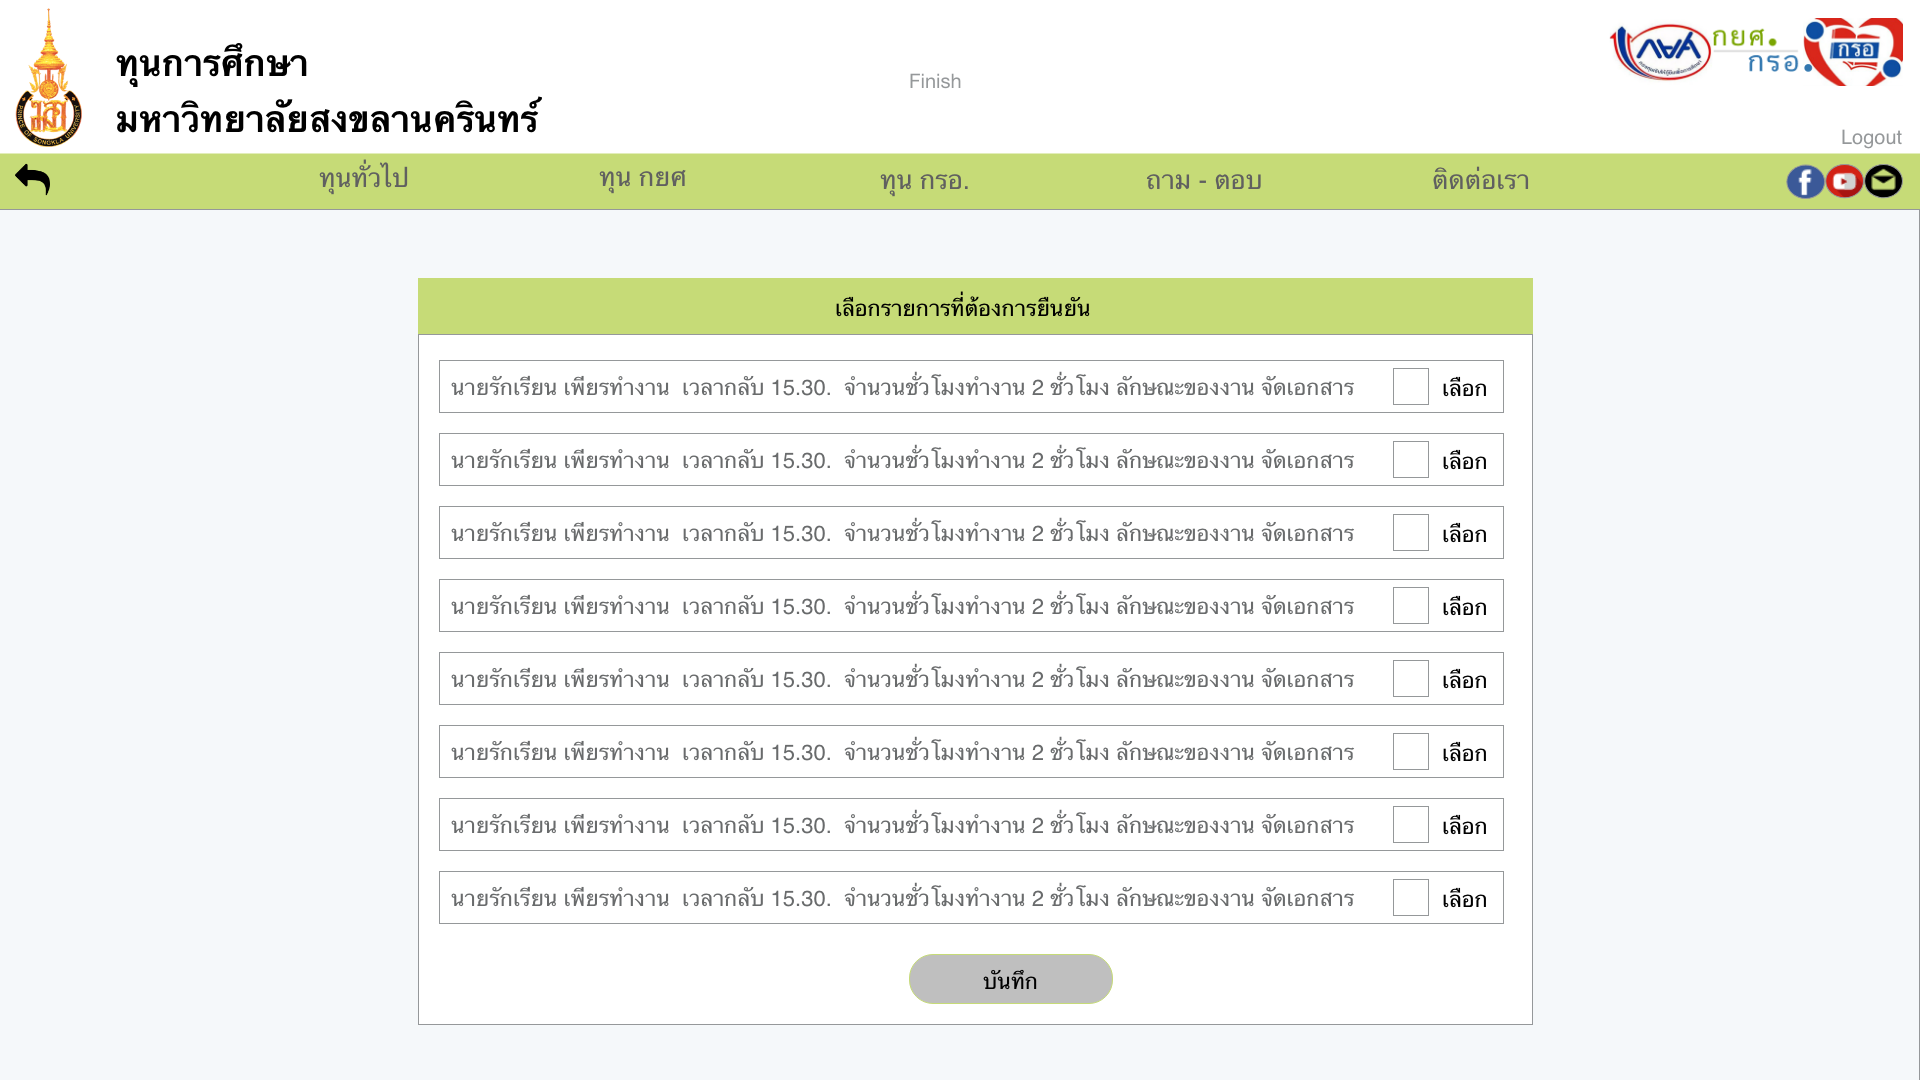 ทุนการศึกษา
มหาวิทยาลัยสงขลานครินทร์
Finish
กยศ.
กรอ.
กรอ
Logout
ทุนทั่วไป
ทุน กยศ
ทุน กรอ.
ถาม - ตอบ
ติดต่อเรา
เลือกรายการที่ต้องการยืนยัน
นายรักเรียน เพียรทำงาน เวลากลับ 15.30. จำนวนชั่วโมงทำงาน 2 ชั่วโมง ลักษณะของงาน จัดเอกสาร เลือก
นายรักเรียน เพียรทำงาน เวลากลับ 15.30. จำนวนชั่วโมงทำงาน 2 ชั่วโมง ลักษณะของงาน จัดเอกสาร เลือก
นายรักเรียน เพียรทำงาน เวลากลับ 15.30. จำนวนชั่วโมงทำงาน 2 ชั่วโมง ลักษณะของงาน จัดเอกสาร เลือก
นายรักเรียน เพียรทำงาน เวลากลับ 15.30. จำนวนชั่วโมงทำงาน 2 ชั่วโมง ลักษณะของงาน จัดเอกสาร เลือก
นายรักเรียน เพียรทำงาน เวลากลับ 15.30. จำนวนชั่วโมงทำงาน 2 ชั่วโมง ลักษณะของงาน จัดเอกสาร เลือก
นายรักเรียน เพียรทำงาน เวลากลับ 15.30. จำนวนชั่วโมงทำงาน 2 ชั่วโมง ลักษณะของงาน จัดเอกสาร เลือก
นายรักเรียน เพียรทำงาน เวลากลับ 15.30. จำนวนชั่วโมงทำงาน 2 ชั่วโมง ลักษณะของงาน จัดเอกสาร เลือก
นายรักเรียน เพียรทำงาน เวลากลับ 15.30. จำนวนชั่วโมงทำงาน 2 ชั่วโมง ลักษณะของงาน จัดเอกสาร เลือก
บันทึก